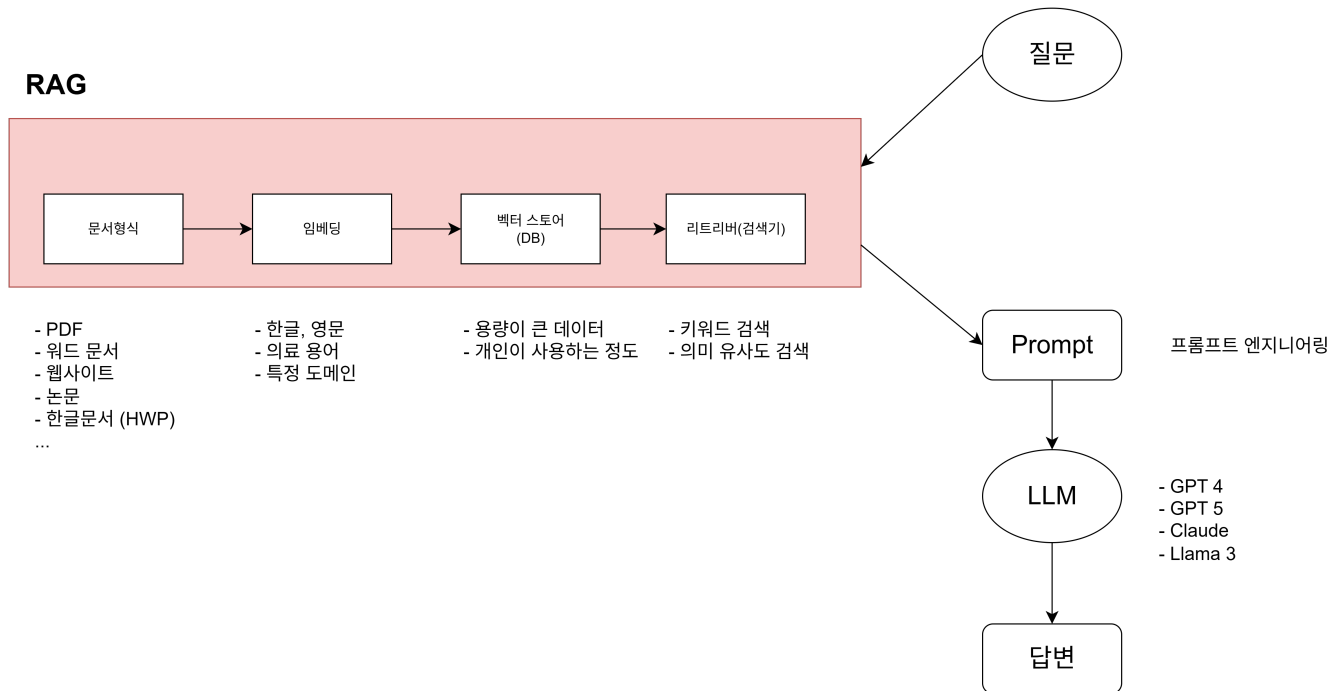 질문
RAG
문서형식
임베딩
벡터 스토어
(DB)
리트리버(검색기)
- PDF
- 워드 문서
- 웹사이트
- 논문
- 한글문서 (HWP)
...
- 한글, 영문
- 의료 용어
- 특정 도메인
- 용량이 큰 데이터
- 개인이 사용하는 정도
- 키워드 검색
- 의미 유사도 검색
Prompt
프롬프트 엔지니어링
LLM
- GPT 4
- GPT 5
- Claude
- Llama 3
답변